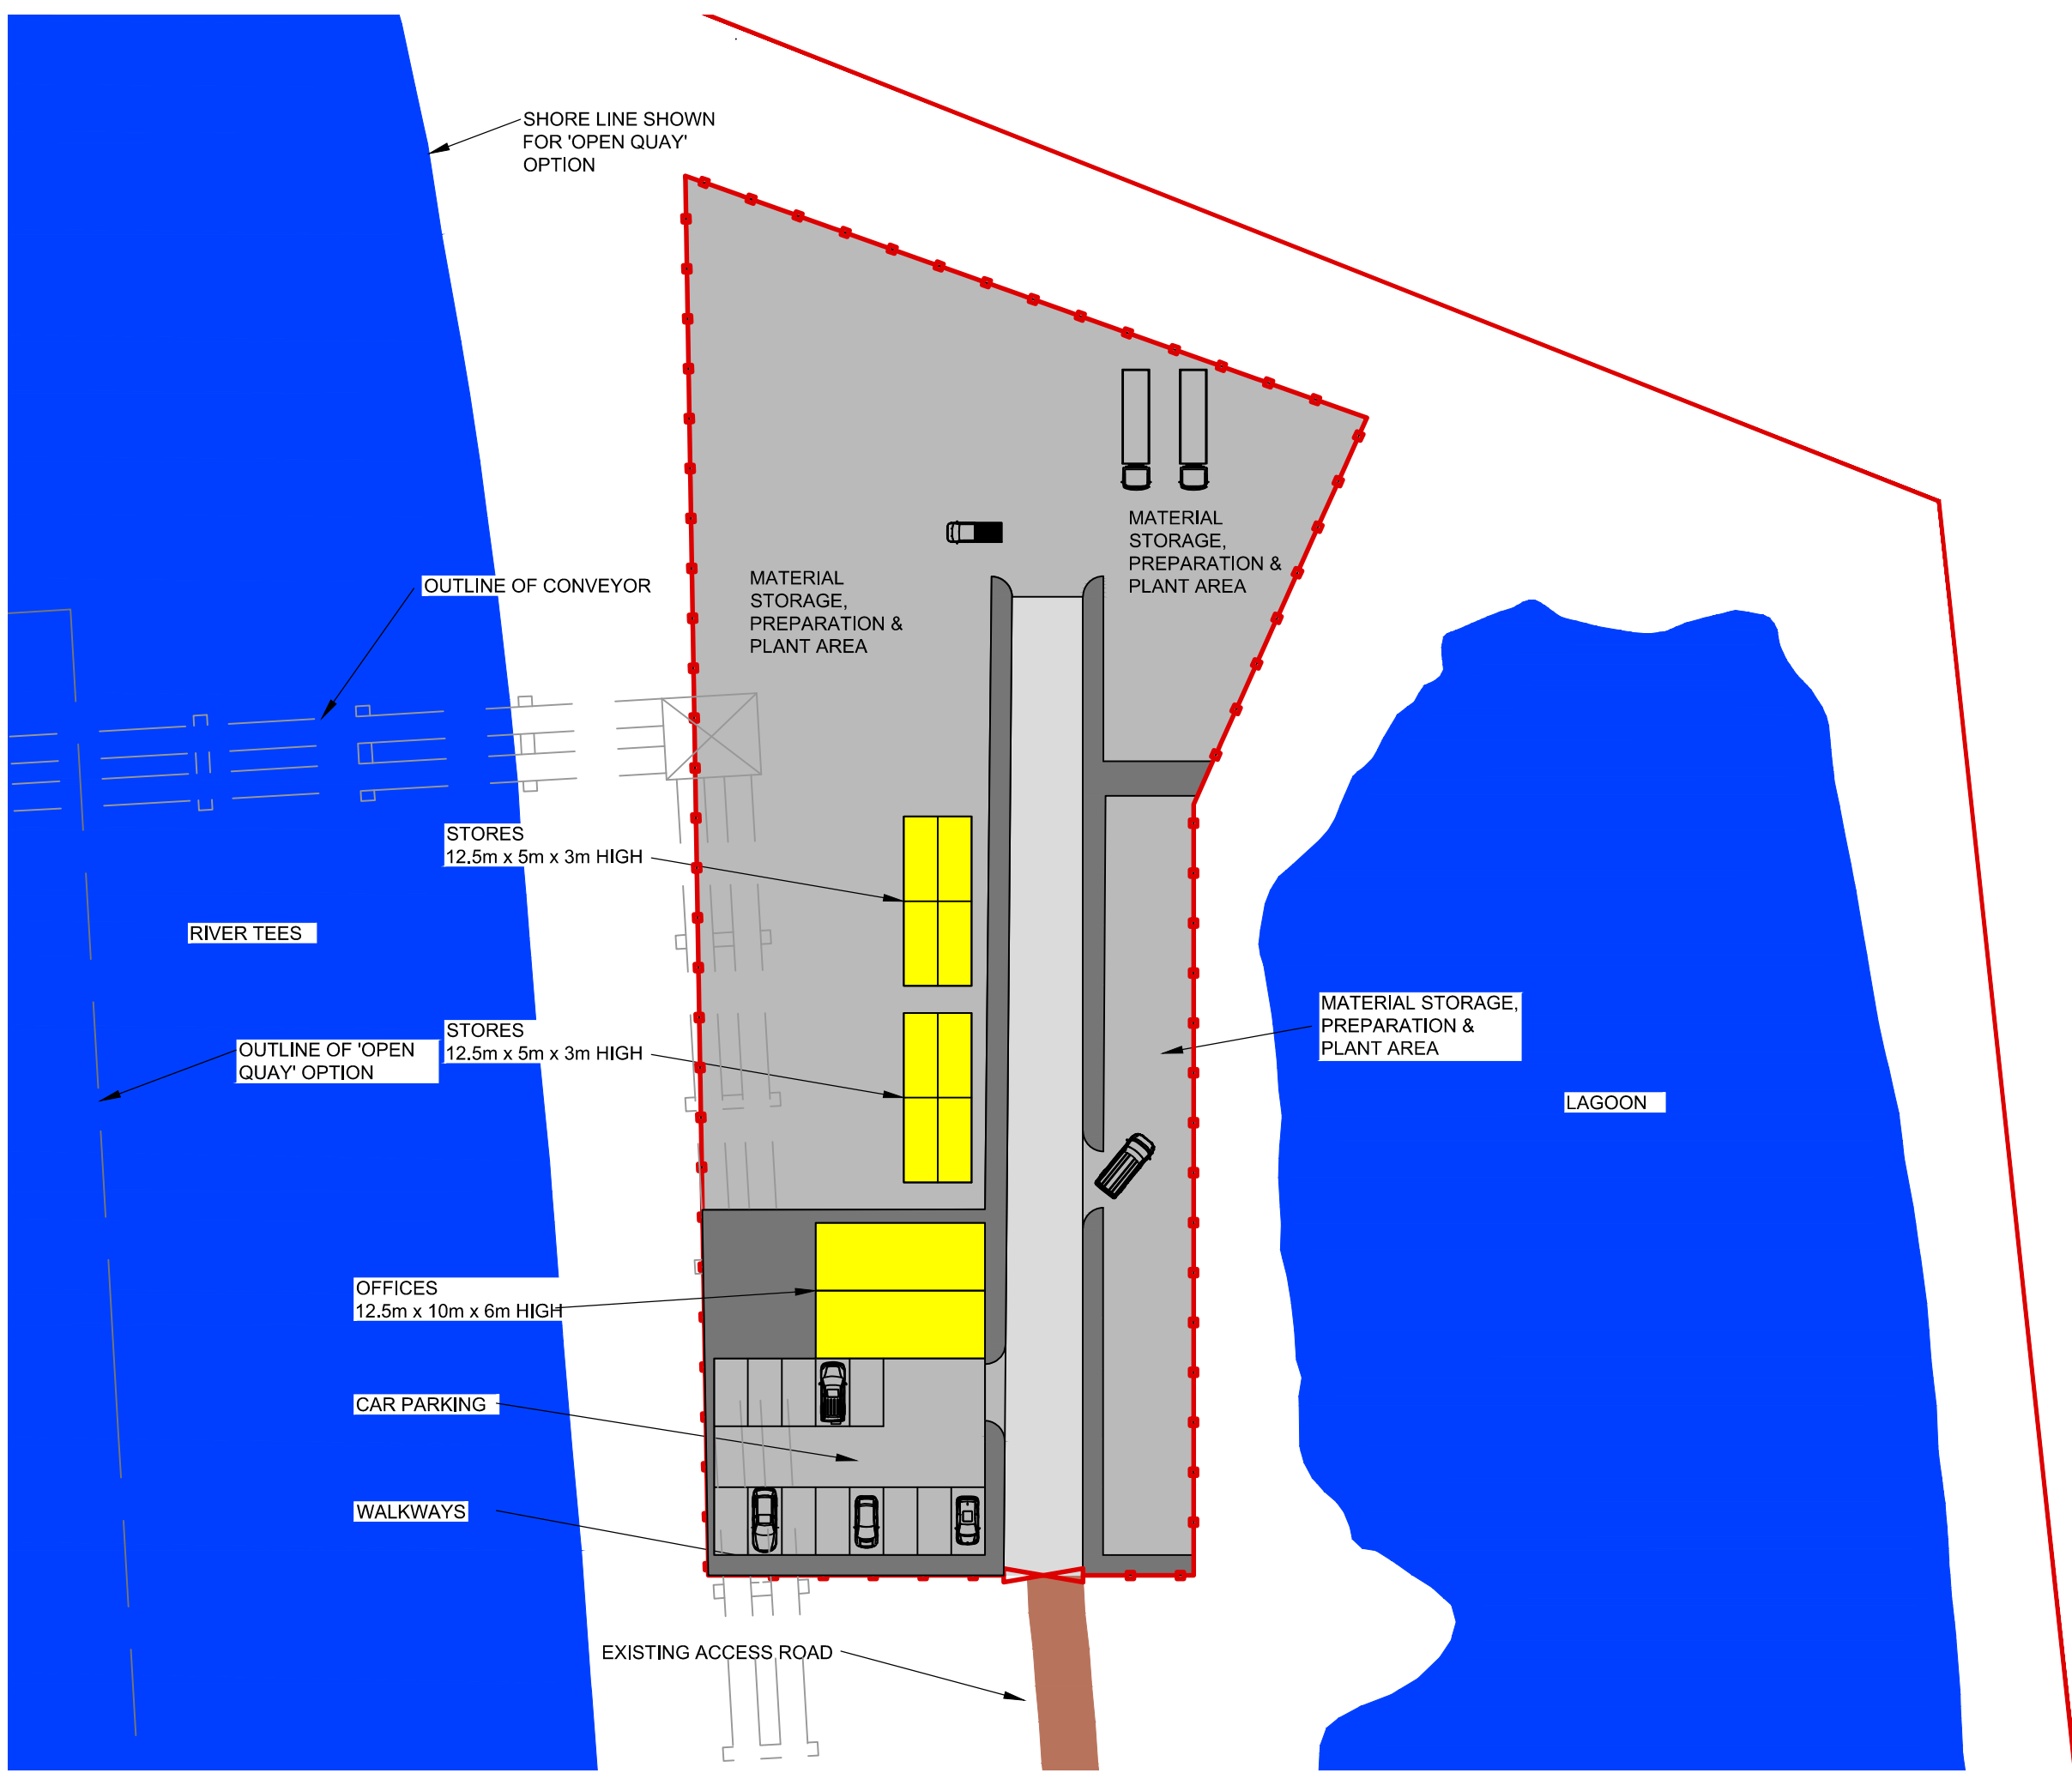 SHORE LINE SHOWN
FOR 'OPEN QUAY'
OPTION
MATERIAL
STORAGE,
PREPARATION &
PLANT AREA
OUTLINE OF CONVEYOR
MATERIAL
STORAGE,
PREPARATION &
PLANT AREA
STORES
12.5m x 5m x 3m HIGH
RIVER TEES
STORES
12.5m x 5m x 3m HIGH
OUTLINE OF 'OPEN
QUAY' OPTION
MATERIAL STORAGE,
PREPARATION &
PLANT AREA
LAGOON
OFFICES
12.5m x 10m x 6m HIGH
CAR PARKING
WALKWAYS
EXISTING ACCESS ROAD